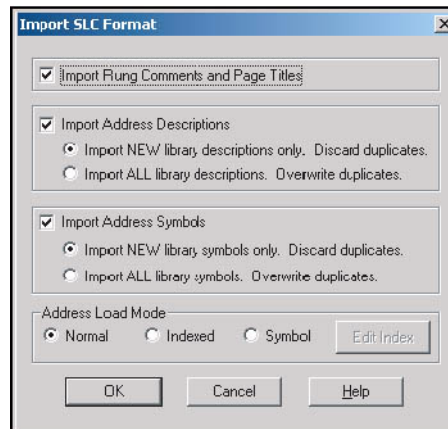 Import SLC Format
Import Rung Comments and Page Titles
Import Address Descriptions
Import NEW library descriptions only. Discard duplicates.
Import ALL library descriptions. Overwrite duplicates.
Import Address Symbols
Import NEW library symbols only. Discard duplicates.
Import ALL library symbols. Overwrite duplicates.
Address Load Mode
Normal Indexed Symbol Edit Index
OK Cancel Help